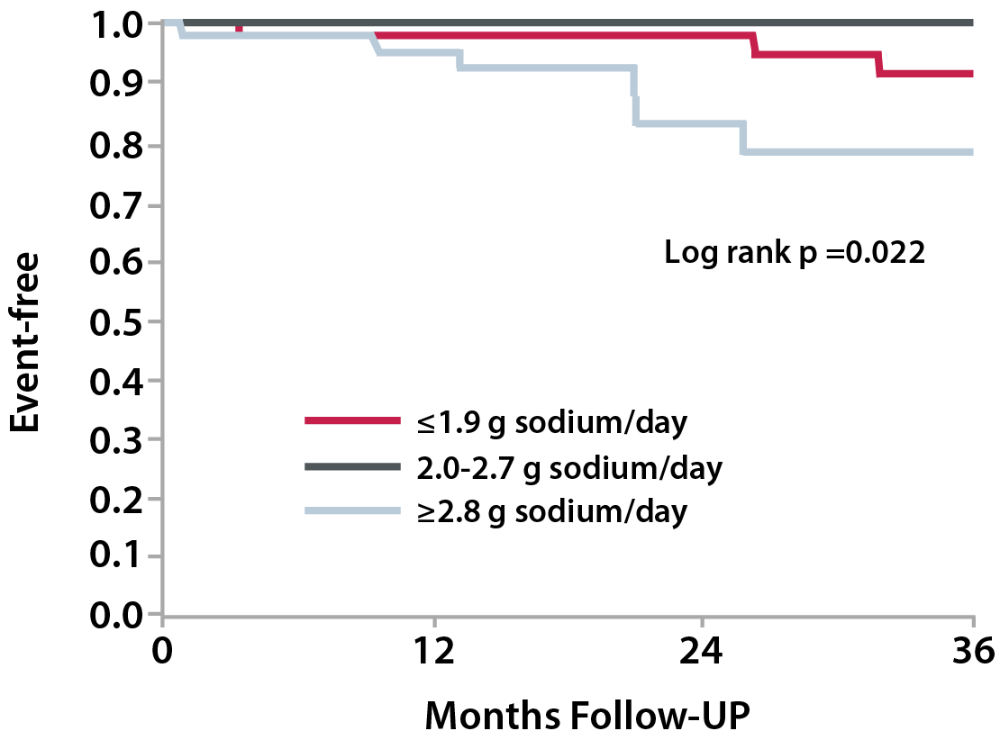 1.0
0.9
0.8
0.7
0.6
0.5
0.4
0.3
0.2
0.1
0.0
Event-free
Log rank p =0.022
≤1.9 g sodium/day
2.0-2.7 g sodium/day
≥2.8 g sodium/day
0 12 24 36
Months Follow-UP